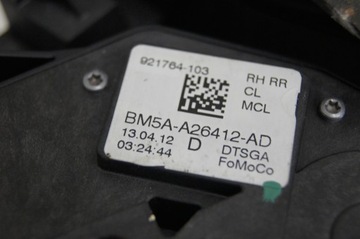 921764-103
RH RR
CL
MCL
BM5A-A26412-AD
13.04.12 D DTSGA
03:24:44 FoMoCo